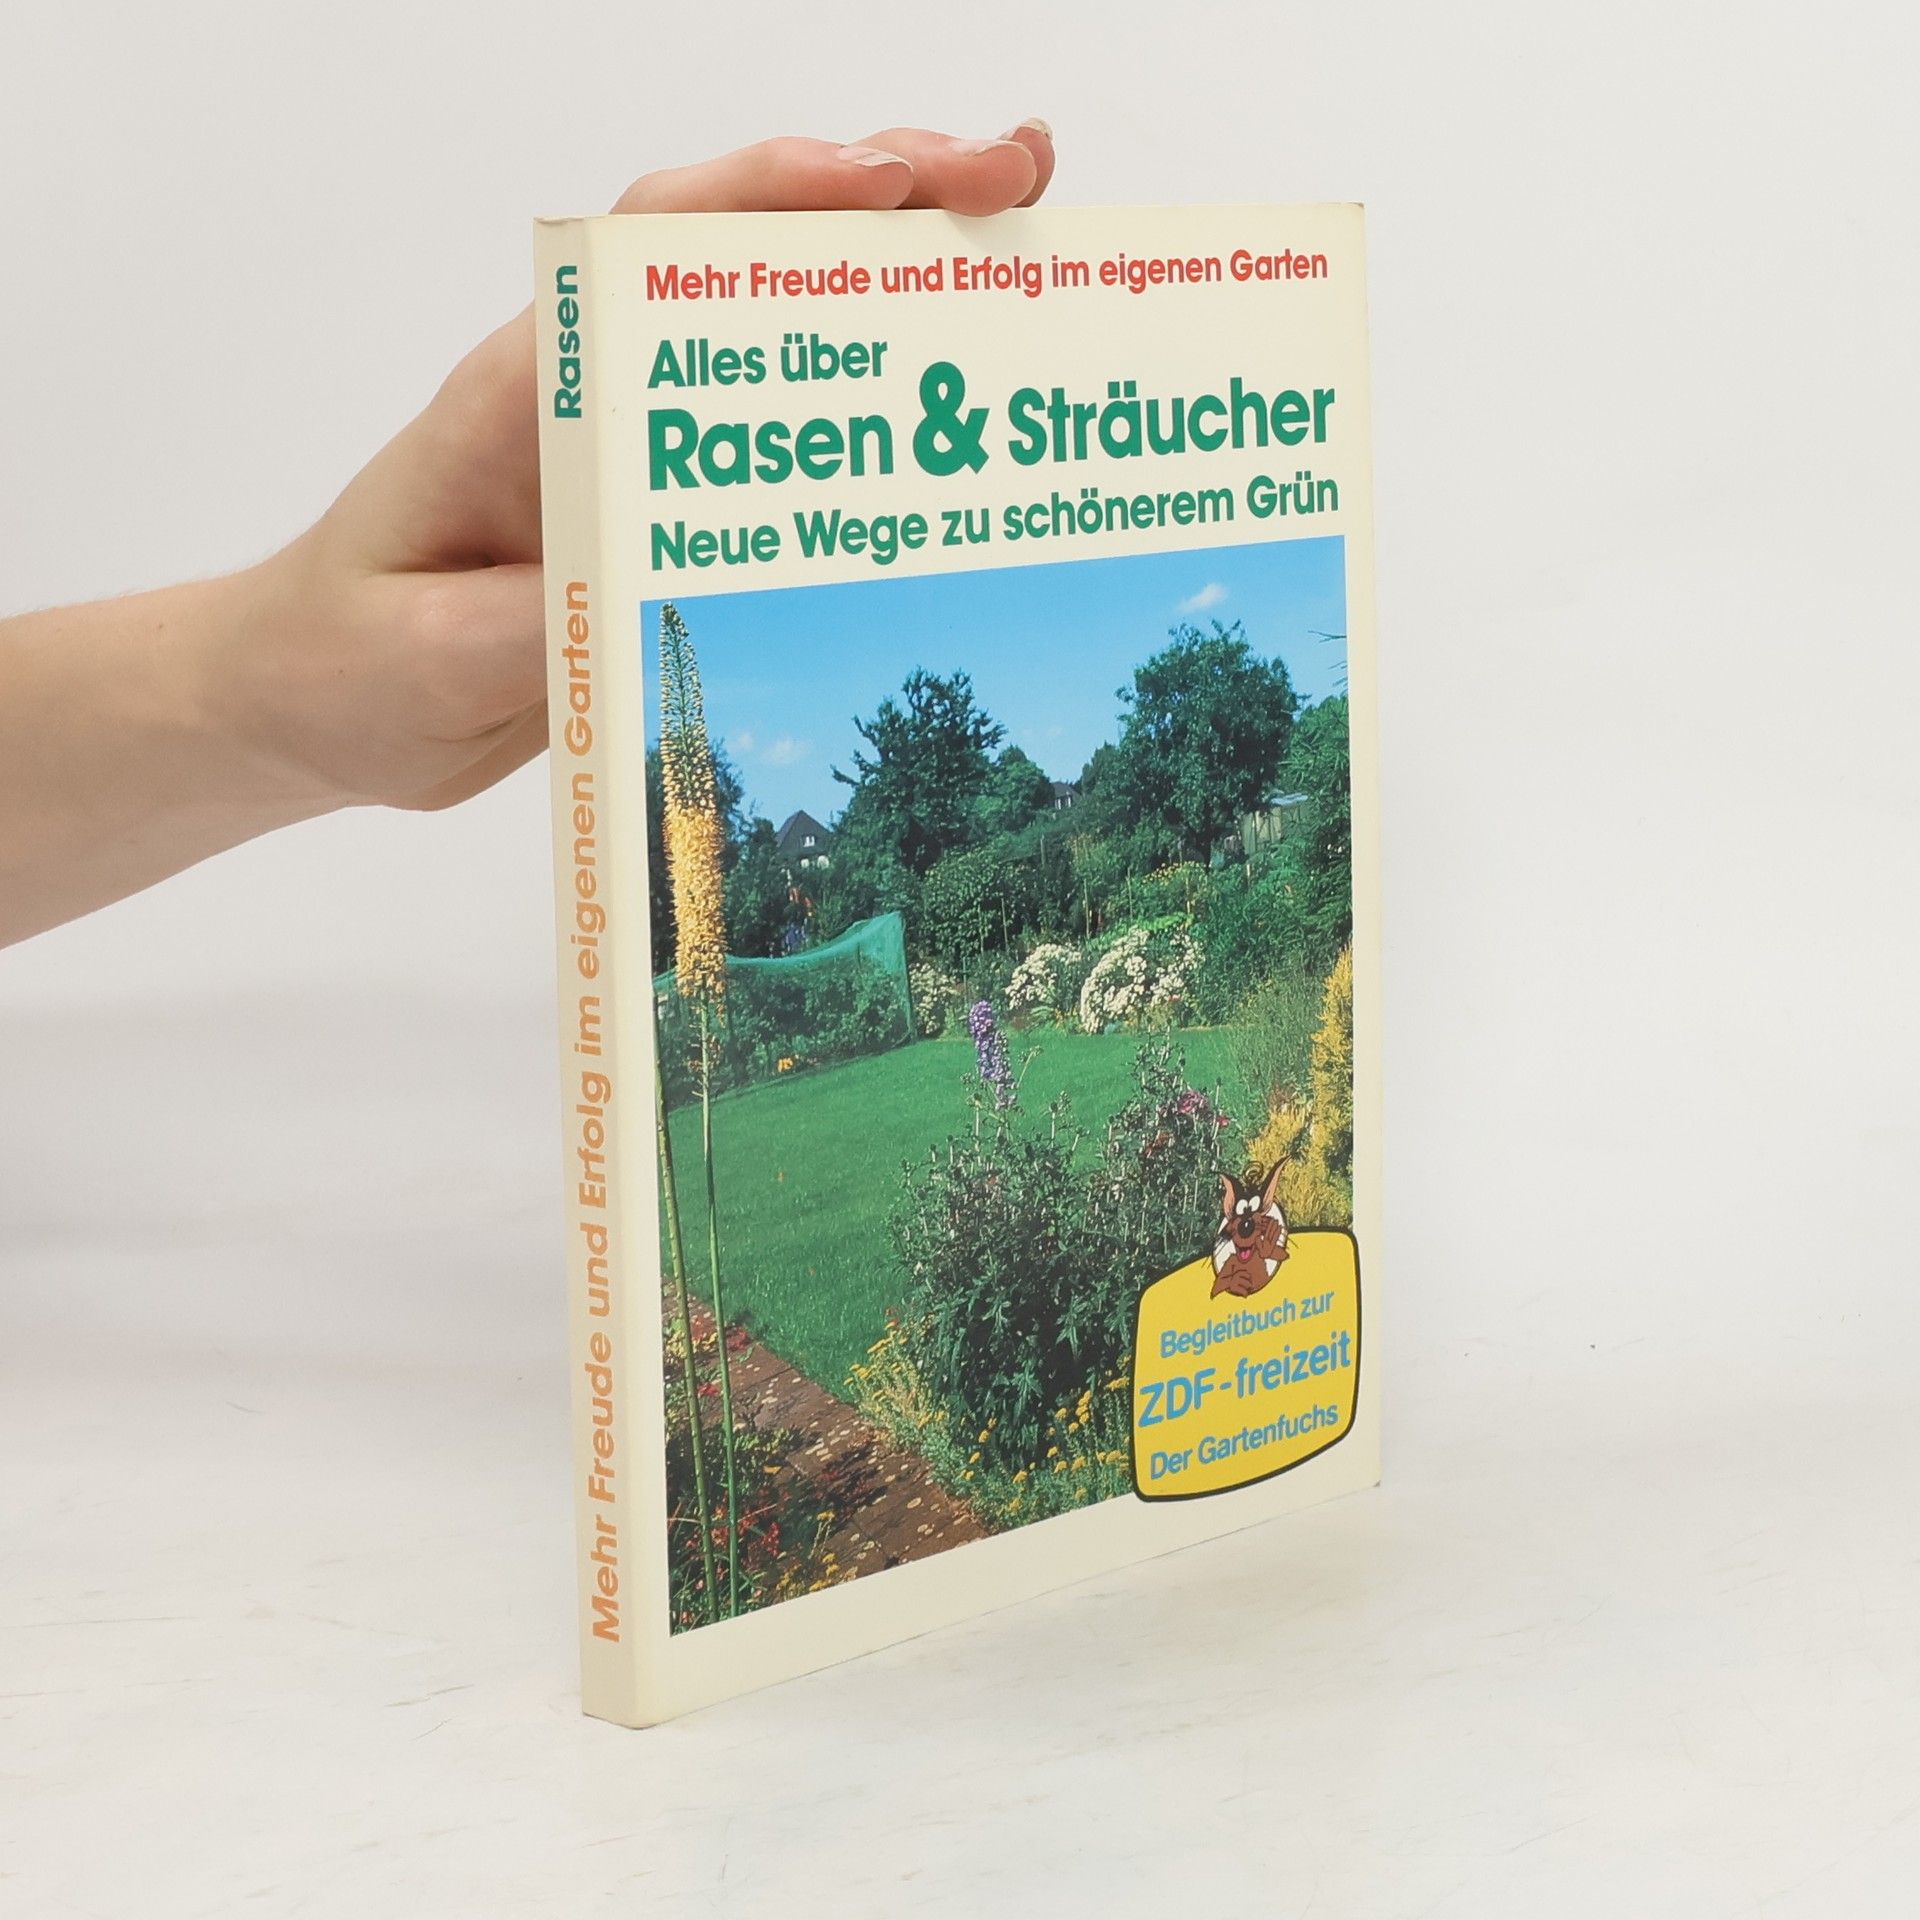 Rasen
Mehr Freude und Erfolg im eigenen Garten
Mehr Freude und Erfolg im eigenen Garten
Alles über
Rasen & Sträucher
Neue Wege zu schönerem Grün
Begleitbuch zur
ZDF-freizeit
Der Gartenfuchs